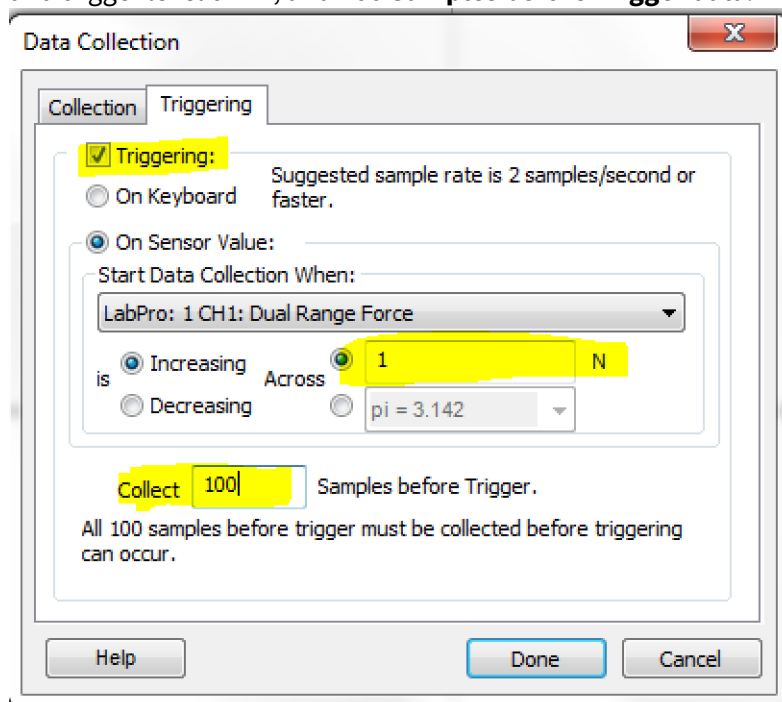 Data Collection
Collection Triggering
Triggering:
On Keyboard
Suggested sample rate is 2 samples/second or
faster.
On Sensor Value:
Start Data Collection When:
LabPro: 1 CH1: Dual Range Force
is Increasing Across 1 N
Decreasing pi = 3.142
Collect 100 Samples before Trigger.
All 100 samples before trigger must be collected before triggering
can occur.
Help Done Cancel